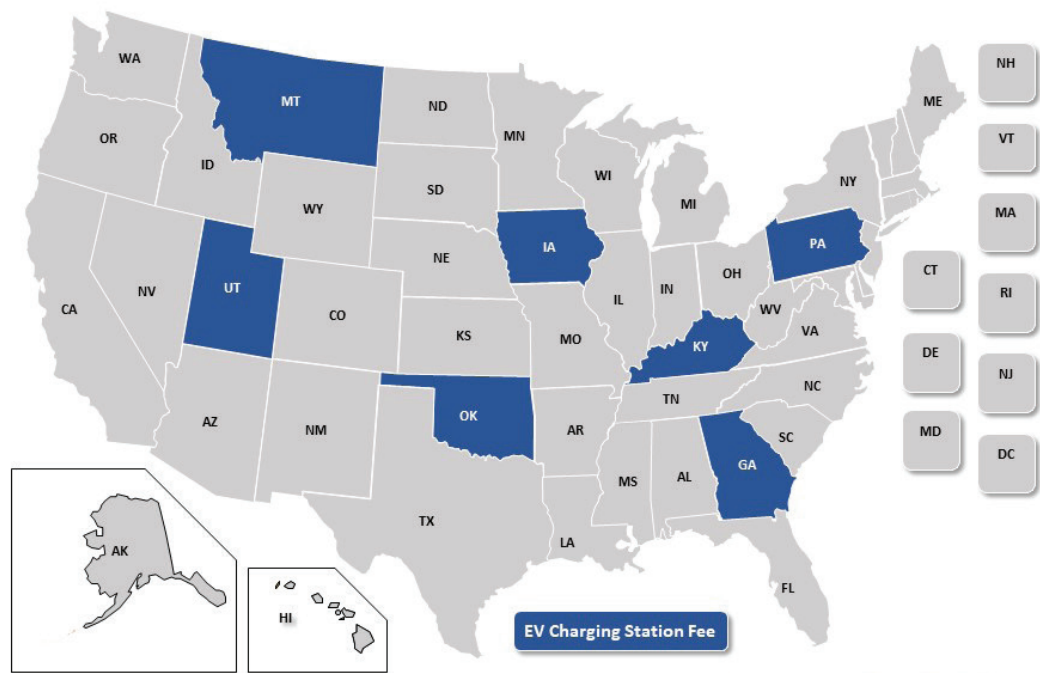 WA
MT
ND
MN
ME
NH
OR
ID
SD
WI
MI
NY
VT
WY
MA
IA
PA
NE
NV
UT
CO
IL
IN
OH
CT
RI
CA
KS
MO
WV
VA
KY
DE
NJ
AZ
NM
OK
AR
TN
NC
SC
MD
DC
MS
AL
GA
TX
LA
AK
FL
HI
EV Charging Station Fee